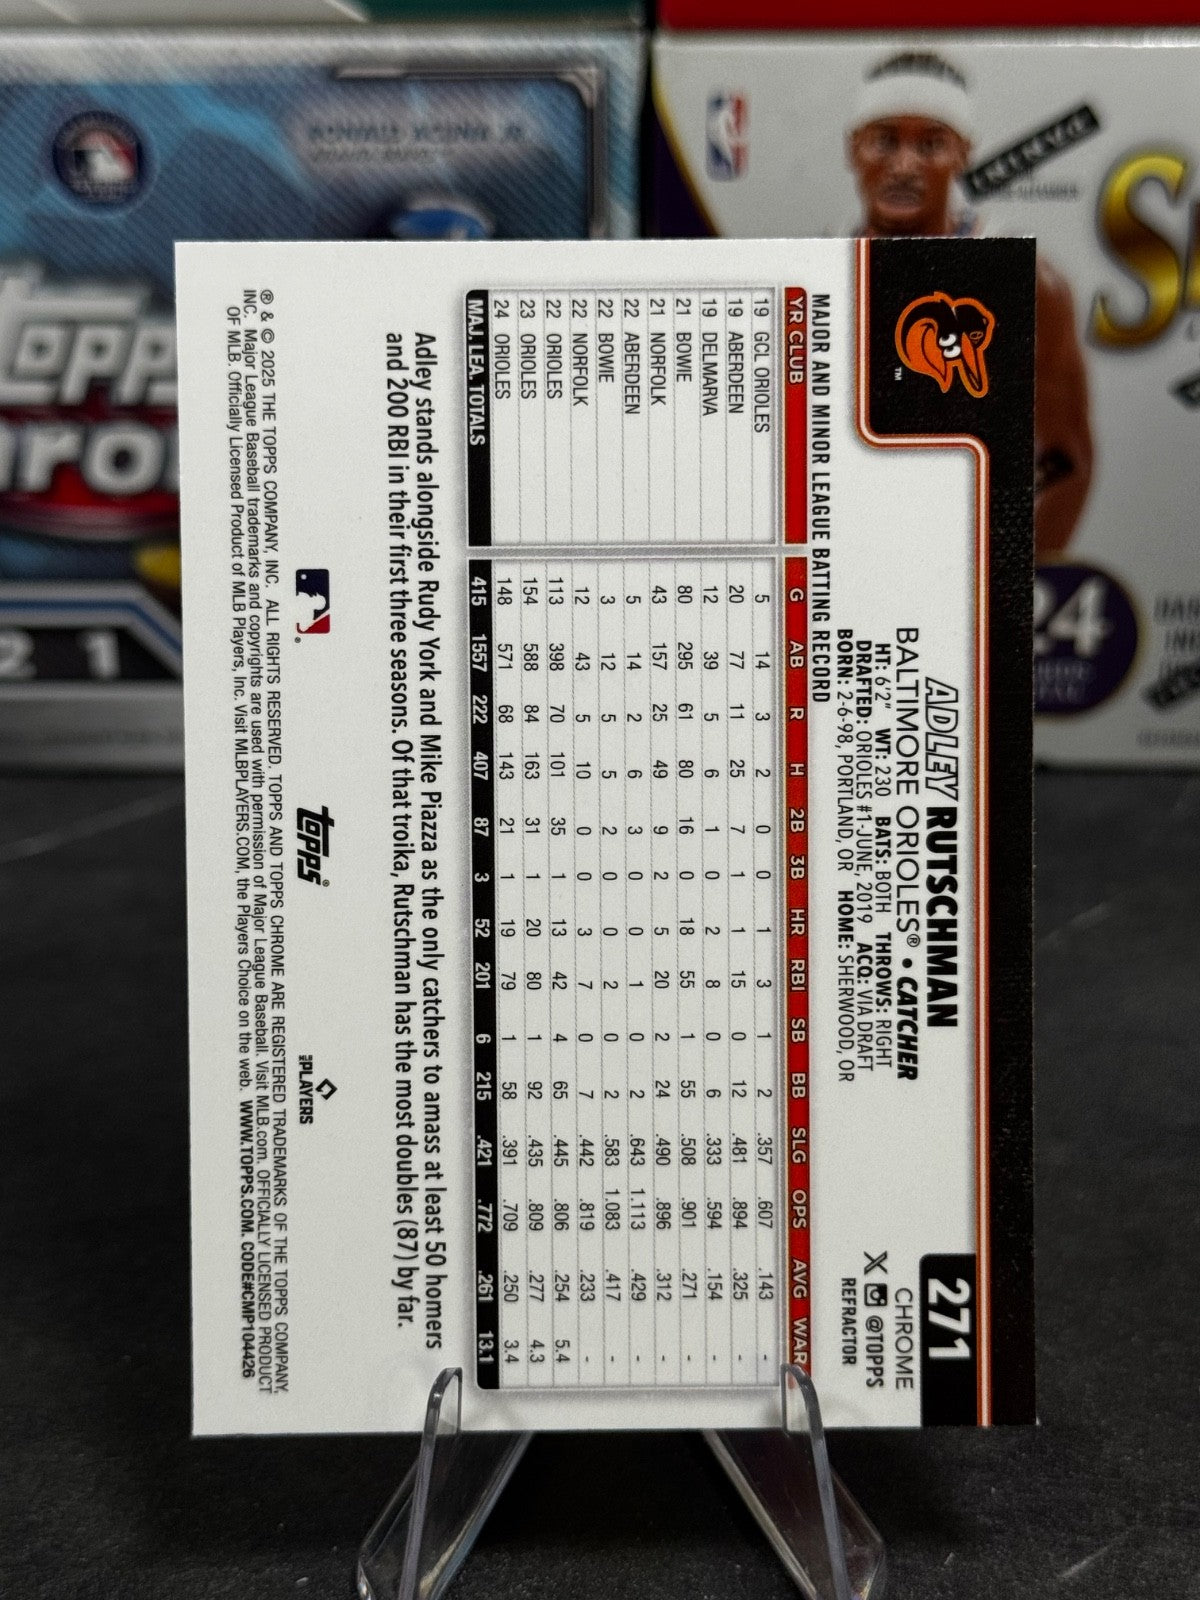 271
CHROME
@TOPPS
REFRACTOR
ADLEY RUTSCHMAN
BALTIMORE ORIOLES® • CATCHER
HT: 6'2" WT: 230 BATS: BOTH THROWS: RIGHT
DRAFTED: ORIOLES #1-JUNE, 2019 ACQ: VIA DRAFT
BORN: 2-6-98, PORTLAND, OR HOME: SHERWOOD, OR
TM
MAJOR AND MINOR LEAGUE BATTING RECORD
YR CLUB G AB R H 2B 3B HR RBI SB BB SLG OPS AVG WAR
19 GCL ORIOLES 5 14 3 2 0 0 1 3 1 2 .357 .607 .143 -
19 ABERDEEN 20 77 11 25 7 1 1 15 0 12 .481 .894 .325 -
19 DELMARVA 12 39 5 6 1 0 2 8 0 6 .333 .594 .154 -
21 BOWIE 80 295 61 80 16 0 18 55 1 55 .508 .901 .271 -
21 NORFOLK 43 157 25 49 9 2 5 20 2 24 .490 .896 .312 -
22 ABERDEEN 5 14 2 6 3 0 0 1 0 2 .643 1.113 .429 -
22 BOWIE 3 12 5 5 2 0 0 2 0 2 .583 1.083 .417 -
22 NORFOLK 12 43 5 10 0 0 3 7 0 7 .442 .819 .233 -
22 ORIOLES 113 398 70 101 35 1 13 42 4 65 .445 .806 .254 5.4
23 ORIOLES 154 588 84 163 31 1 20 80 1 92 .435 .809 .277 4.3
24 ORIOLES 148 571 68 143 21 1 19 79 1 58 .391 .709 .250 3.4
MAJ. LEA. TOTALS 415 1557 222 407 87 3 52 201 6 215 .421 .772 .261 13.1
Adley stands alongside Rudy York and Mike Piazza as the only catchers to amass at least 50 homers
and 200 RBI in their first three seasons. Of that troika, Rutschman has the most doubles (87) by far.
topps®
PLAYERS
® & © 2025 THE TOPPS COMPANY, INC. ALL RIGHTS RESERVED. TOPPS AND TOPPS CHROME ARE REGISTERED TRADEMARKS OF THE TOPPS COMPANY,
INC. Major League Baseball trademarks and copyrights are used with permission of Major League Baseball. Visit MLB.com. OFFICIALLY LICENSED PRODUCT
OF MLB. Officially Licensed Product of MLB Players, Inc. Visit MLBPLAYERS.COM, the Players Choice on the web. WWW.TOPPS.COM. CODE#CMP104426
24
2 1